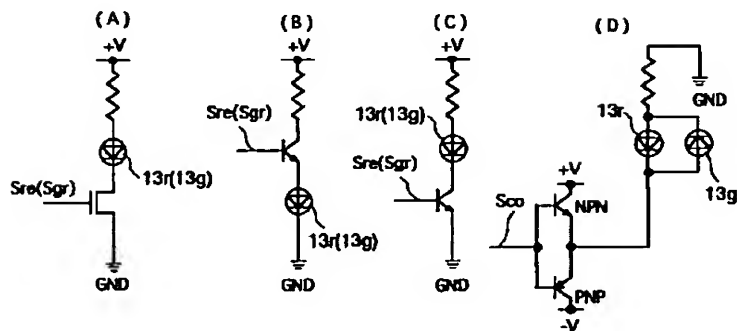 (A)
+V
13r(13g)
Sre(Sgr)
GND
(B)
+V
Sre(Sgr)
13r(13g)
GND
(C)
+V
13r(13g)
Sre(Sgr)
GND
(D)
GND
13r
13g
+V
NPN
Sco
PNP
-V